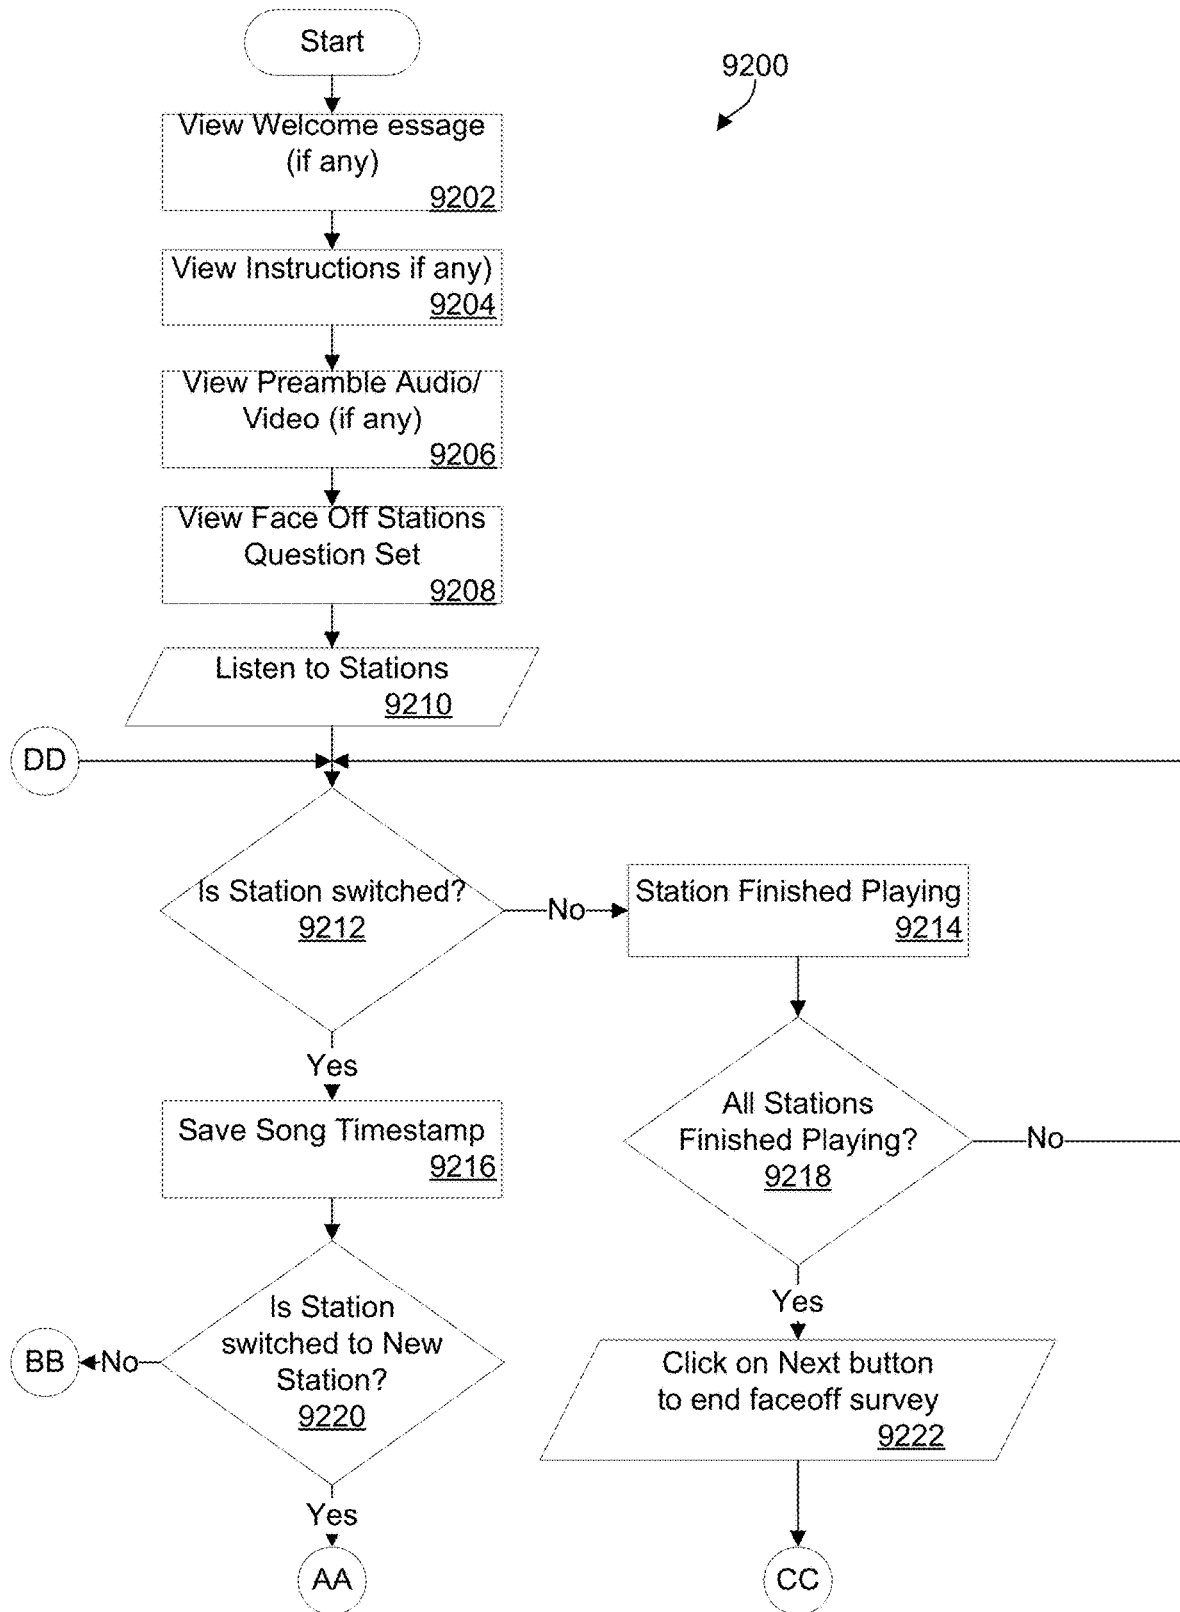 Start
9200
View Welcome essage
(if any)
9202
View Instructions if any)
9204
View Preamble Audio/
Video (if any)
9206
View Face Off Stations
Question Set
9208
Listen to Stations
9210
DD
Is Station switched?
9212
No
Station Finished Playing
9214
Yes
Save Song Timestamp
9216
All Stations
Finished Playing?
9218
No
Is Station
switched to New
Station?
9220
No
BB
Yes
Click on Next button
to end faceoff survey
9222
Yes
AA
CC